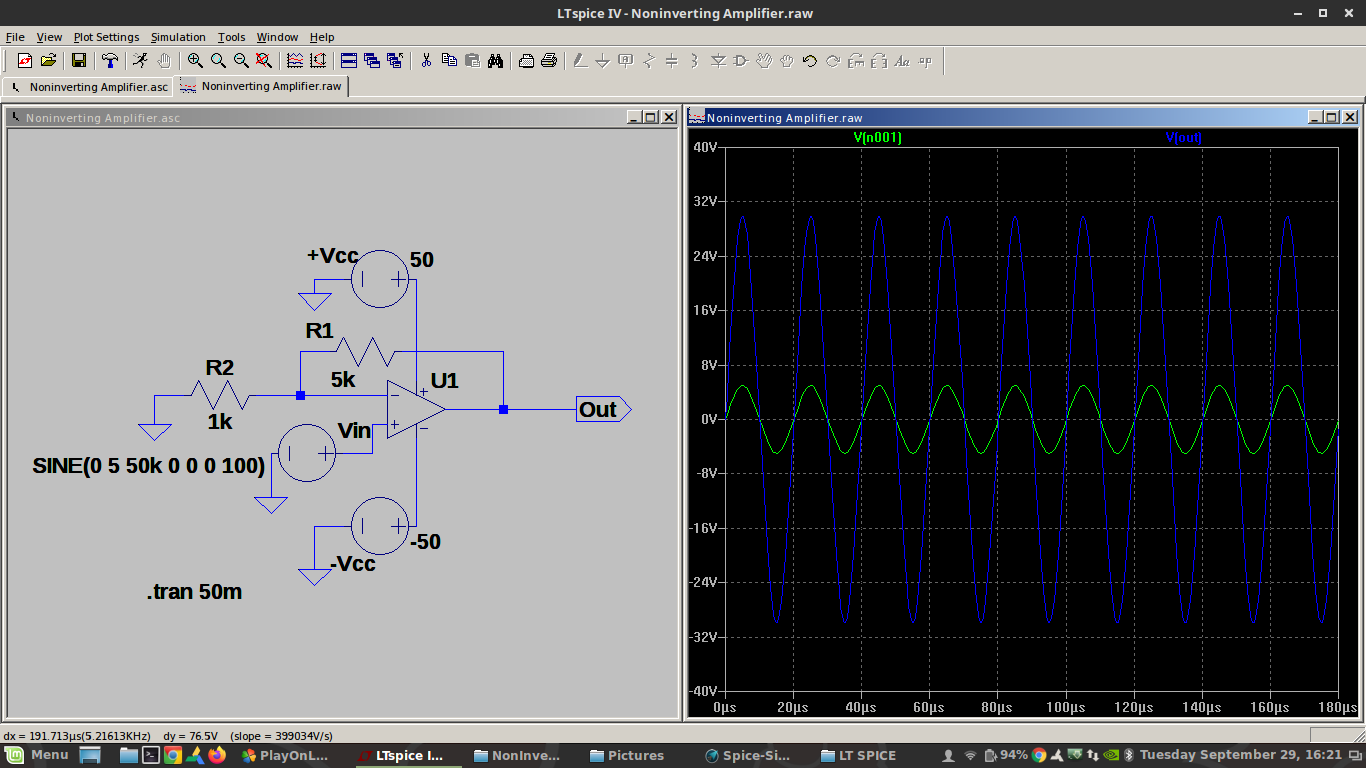 LTspice IV - Noninverting Amplifier.raw
File View Plot Settings Simulation Tools Window Help
Noninverting Amplifier.asc Noninverting Amplifier.raw
Noninverting Amplifier.asc
+Vcc 50
R1
5k
R2
1k
U1
Vin
Out
SINE(0 5 50k 0 0 0 100)
-50
-Vcc
.tran 50m
Noninverting Amplifier.raw
V(n001) V(out)
40V
32V
24V
16V
8V
0V
-8V
-16V
-24V
-32V
-40V
0µs 20µs 40µs 60µs 80µs 100µs 120µs 140µs 160µs 180µs
dx = 191.713µs(5.21613KHz) dy = 76.5V (slope = 399034V/s)
Menu PlayOnL... LTspice I... NonInve... Pictures Spice-Si... LT SPICE 94% Tuesday September 29, 16:21